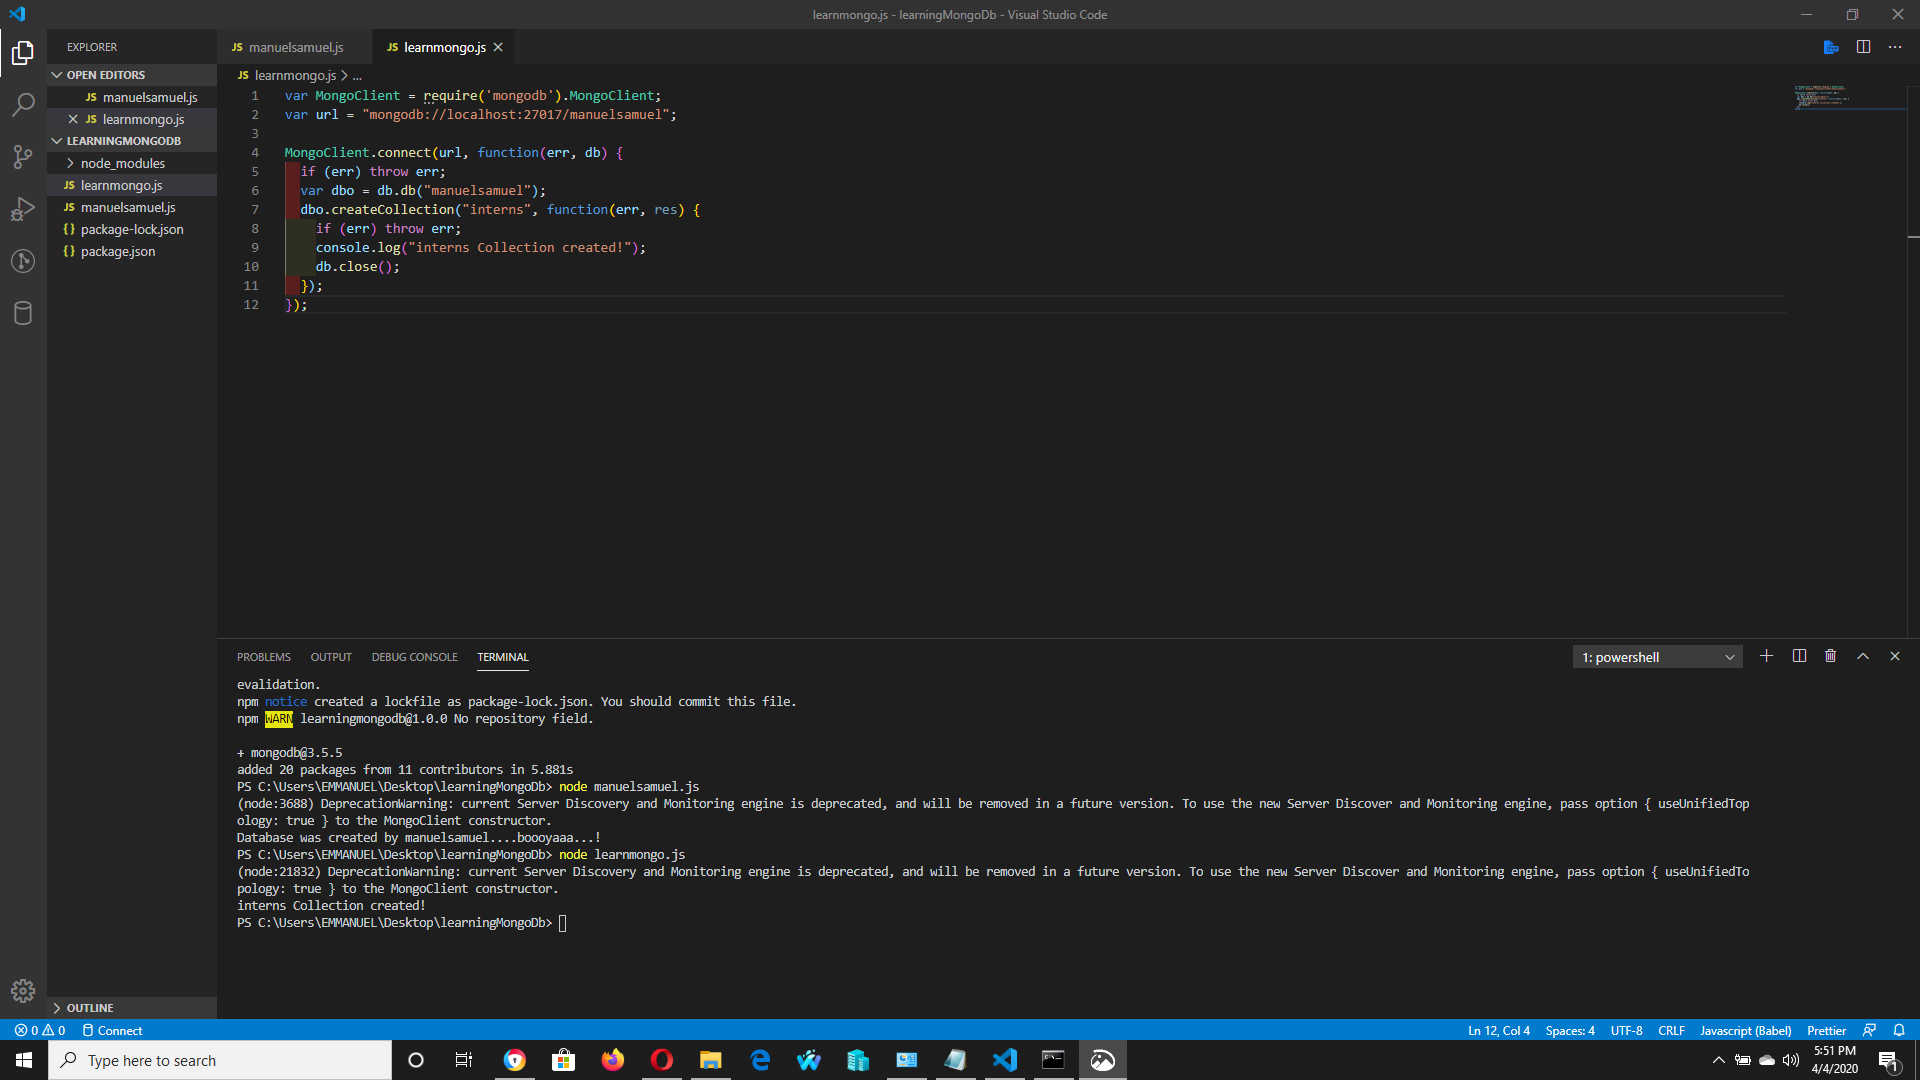 learnmongo.js - learningMongoDb - Visual Studio Code
EXPLORER
OPEN EDITORS
JS manuelsamuel.js
JS learnmongo.js
LEARNINGMONGODB
node_modules
JS learnmongo.js
JS manuelsamuel.js
{} package-lock.json
{} package.json
OUTLINE
JS manuelsamuel.js
JS learnmongo.js
JS learnmongo.js > ...
1 var MongoClient = require('mongodb').MongoClient;
2 var url = "mongodb://localhost:27017/manuelsamuel";
3
4 MongoClient.connect(url, function(err, db) {
5 if (err) throw err;
6 var dbo = db.db("manuelsamuel");
7 dbo.createCollection("interns", function(err, res) {
8 if (err) throw err;
9 console.log("interns Collection created!");
10 db.close();
11 });
12 });
PROBLEMS OUTPUT DEBUG CONSOLE TERMINAL
1: powershell
evalidation.
npm notice created a lockfile as package-lock.json. You should commit this file.
npm WARN learningmongodb@1.0.0 No repository field.
+ mongodb@3.5.5
added 20 packages from 11 contributors in 5.881s
PS C:\Users\EMMANUEL\Desktop\learningMongoDb> node manuelsamuel.js
(node:3688) DeprecationWarning: current Server Discovery and Monitoring engine is deprecated, and will be removed in a future version. To use the new Server Discover and Monitoring engine, pass option { useUnifiedTop
ology: true } to the MongoClient constructor.
Database was created by manuelsamuel....boooyaaa...!
PS C:\Users\EMMANUEL\Desktop\learningMongoDb> node learnmongo.js
(node:21832) DeprecationWarning: current Server Discovery and Monitoring engine is deprecated, and will be removed in a future version. To use the new Server Discover and Monitoring engine, pass option { useUnifiedTo
pology: true } to the MongoClient constructor.
interns Collection created!
PS C:\Users\EMMANUEL\Desktop\learningMongoDb>
0 0 Connect
Ln 12, Col 4 Spaces: 4 UTF-8 CRLF Javascript (Babel) Prettier
Type here to search
5:51 PM
4/4/2020
1